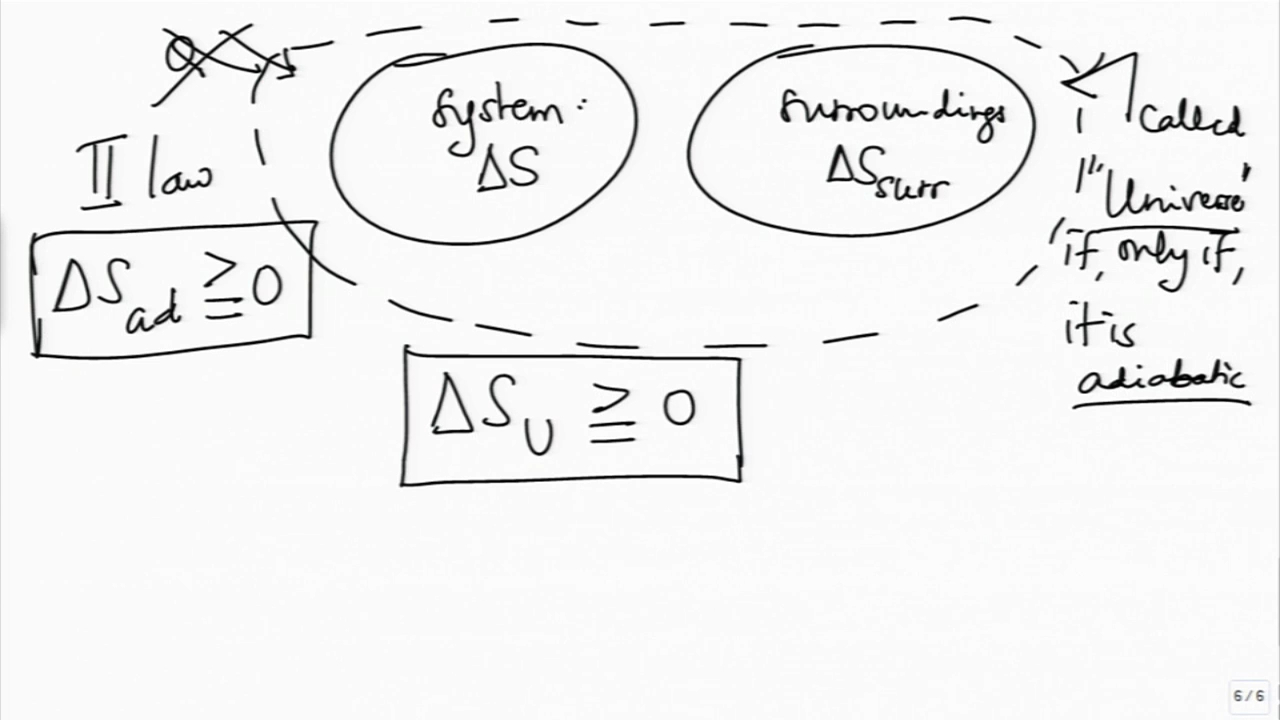 Q
system:
ΔS
surroundings
ΔS_surr
called
"Universe"
if, only if,
it is
adiabatic
II law
ΔS_ad ≧ 0
ΔS_U ≧ 0
6/6